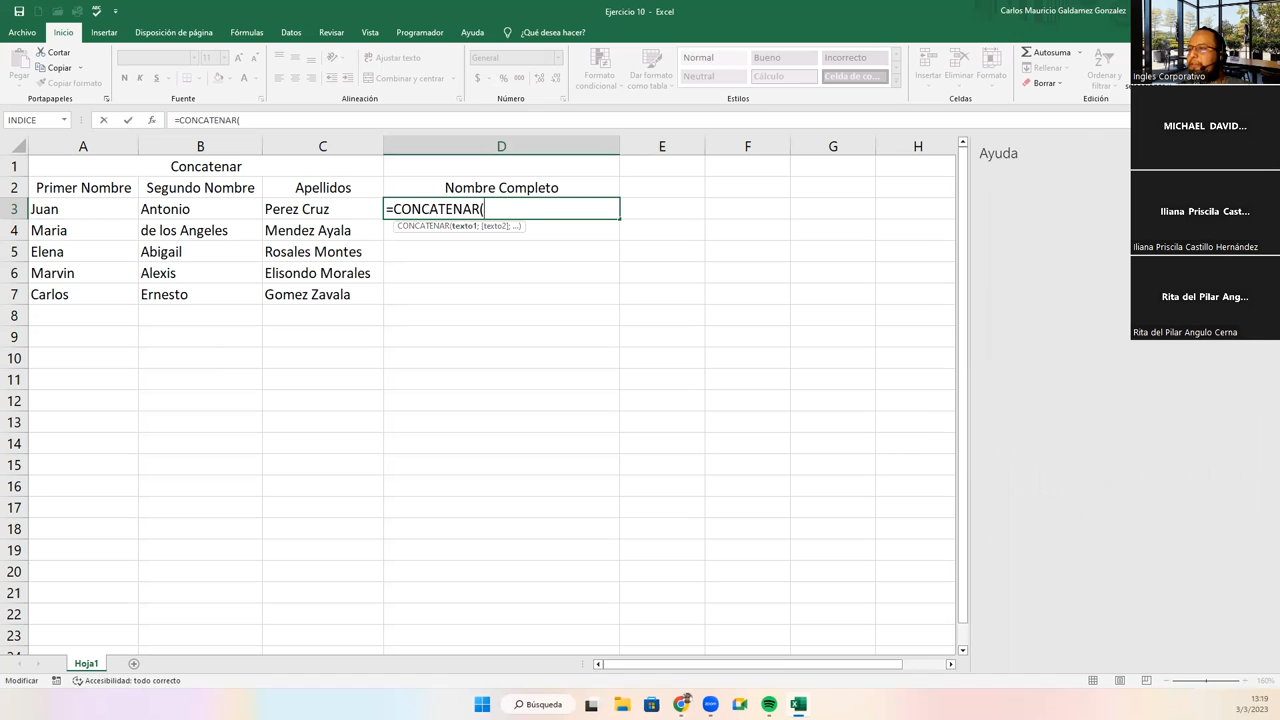 Ejercicio 10 - Excel
Carlos Mauricio Galdamez Gonzalez
Archivo Inicio Insertar Disposición de página Fórmulas Datos Revisar Vista Programador Ayuda ¿Qué desea hacer?
Pegar
Cortar
Copiar
Copiar formato
Portapapeles
11
N K S
Fuente
Ajustar texto
Combinar y centrar
Alineación
$ % 000
Número
Formato condicional
Dar formato como tabla
Normal Bueno Incorrecto
Neutral Cálculo Celda de co...
Estilos
Insertar Eliminar Formato
Celdas
Autosuma
Rellenar
Borrar
Ordenar y filtrar
Edición
INDICE
fx
=CONCATENAR(
A B C D E F G H
1 Concatenar
2 Primer Nombre Segundo Nombre Apellidos Nombre Completo
3 Juan Antonio Perez Cruz =CONCATENAR(
CONCATENAR(texto1; [texto2]; ...)
4 Maria de los Angeles Mendez Ayala
5 Elena Abigail Rosales Montes
6 Marvin Alexis Elisondo Morales
7 Carlos Ernesto Gomez Zavala
8
9
10
11
12
13
14
15
16
17
18
19
20
21
22
23
24
Ayuda
Ingles Corporativo
MICHAEL DAVID...
Iliana Priscila Cast...
Iliana Priscila Castillo Hernández
Rita del Pilar Ang...
Rita del Pilar Angulo Cerna
Hoja1
Modificar Accesibilidad: todo correcto
160%
Búsqueda
13:19
3/3/2023